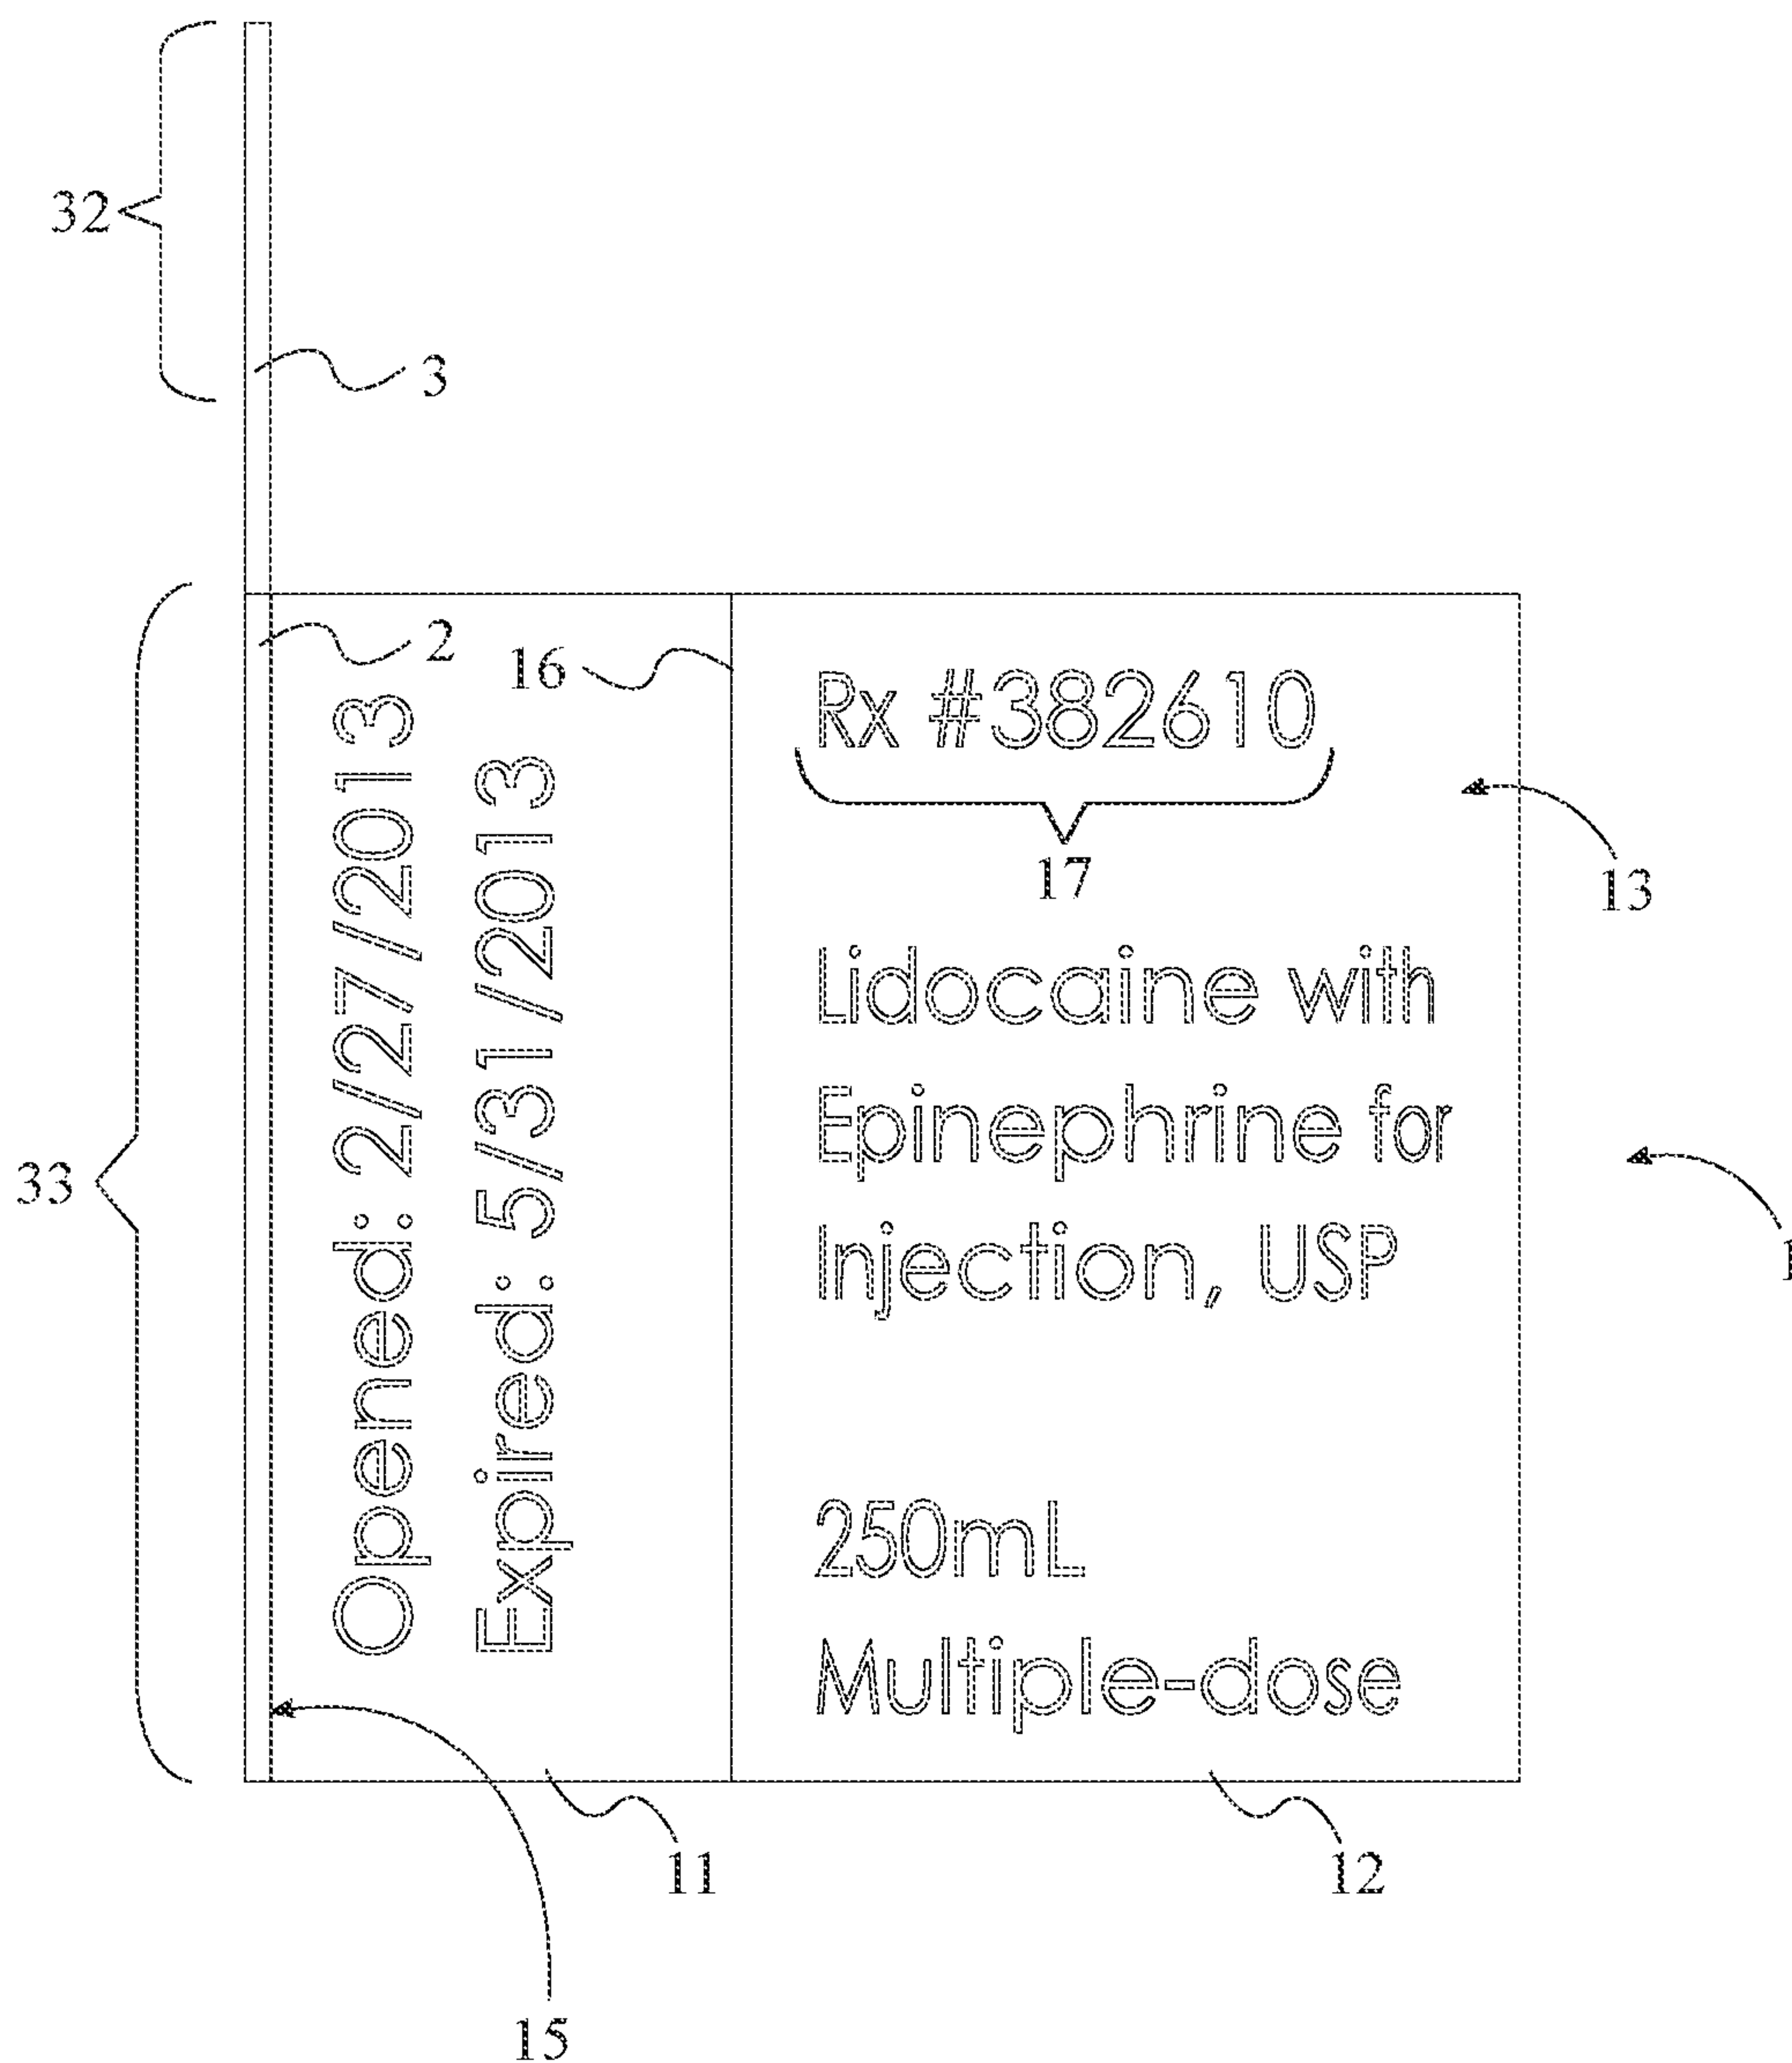 32
3
2
16
33
Opened: 2/27/2013
Expired: 5/31/2013
Rx #382610
17
13
Lidocaine with
Epinephrine for
Injection, USP
1
250mL
Multiple-dose
11
12
15